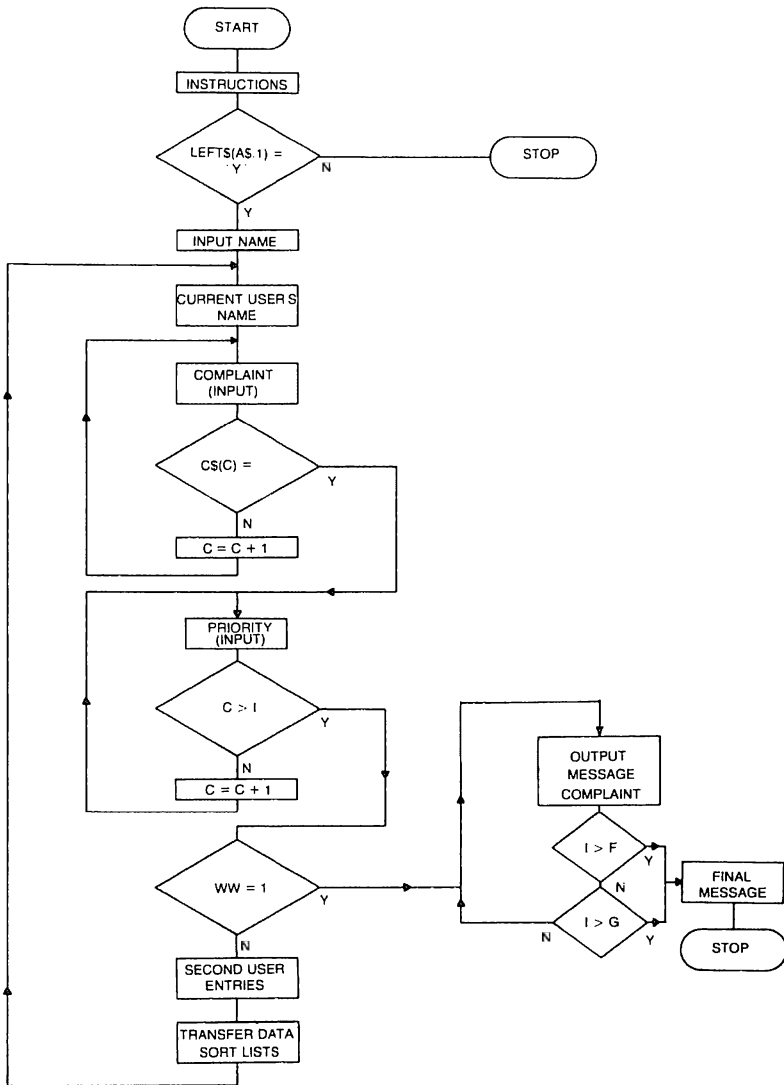 START
INSTRUCTIONS
LEFT$(A$.1) =
'Y'
N
STOP
Y
INPUT NAME
CURRENT USER S
NAME
COMPLAINT
(INPUT)
C$(C) =
Y
N
C = C + 1
PRIORITY
(INPUT)
C > I
Y
N
C = C + 1
OUTPUT
MESSAGE
COMPLAINT
I > F
Y
N
WW = 1
Y
N
I > G
N
Y
FINAL
MESSAGE
STOP
SECOND USER
ENTRIES
TRANSFER DATA
SORT LISTS